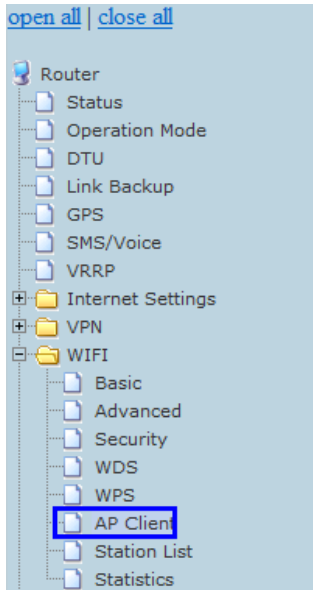 open all | close all
Router
Status
Operation Mode
DTU
Link Backup
GPS
SMS/Voice
VRRP
Internet Settings
VPN
WIFI
Basic
Advanced
Security
WDS
WPS
AP Client
Station List
Statistics